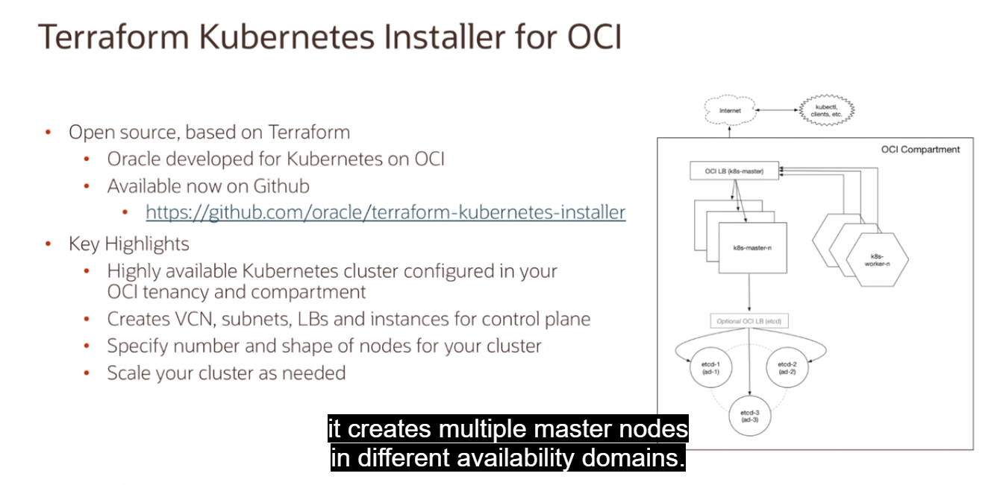 Terraform Kubernetes Installer for OCI
• Open source, based on Terraform
• Oracle developed for Kubernetes on OCI
• Available now on Github
• https://github.com/oracle/terraform-kubernetes-installer
• Key Highlights
• Highly available Kubernetes cluster configured in your
OCI tenancy and compartment
• Creates VCN, subnets, LBs and instances for control plane
• Specify number and shape of nodes for your cluster
• Scale your cluster as needed
Internet
kubectl,
clients, etc.
OCI Compartment
OCI LB (k8s-master)
k8s-master-n
k8s-
worker-n
Optional OCI LB (etcd)
etcd-1
(ad-1)
etcd-2
(ad-2)
etcd-3
(ad-3)
it creates multiple master nodes
in different availability domains.